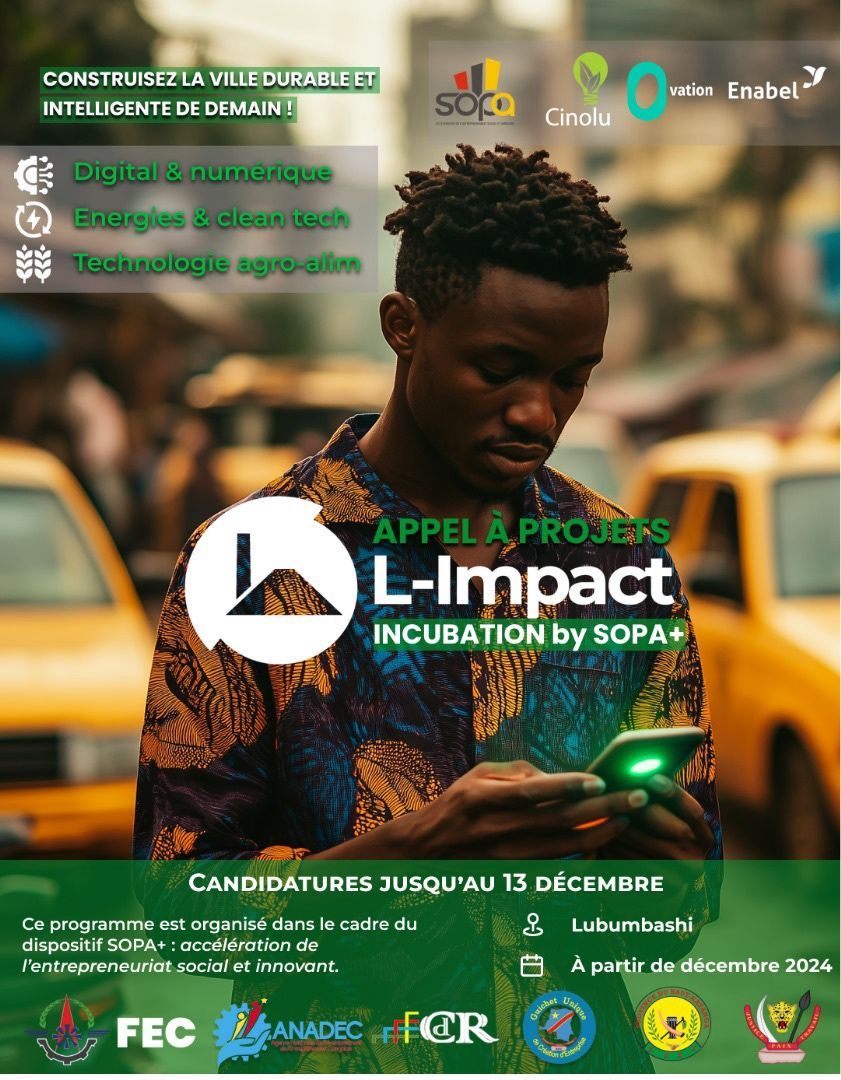 CONSTRUISEZ LA VILLE DURABLE ET
INTELLIGENTE DE DEMAIN !
sopa
Cinolu
Ovation
Enabel
Digital & numérique
Energies & clean tech
Technologie agro-alim
APPEL À PROJETS
L-Impact
INCUBATION by SOPA+
CANDIDATURES JUSQU'AU 13 DÉCEMBRE
Ce programme est organisé dans le cadre du
dispositif SOPA+ : accélération de
l'entrepreneuriat social et innovant.
Lubumbashi
À partir de décembre 2024
FEC
ANADEC
CdR
Guichet Unique
de Création d'Entreprise
JUSTICE PAIX TRAVAIL